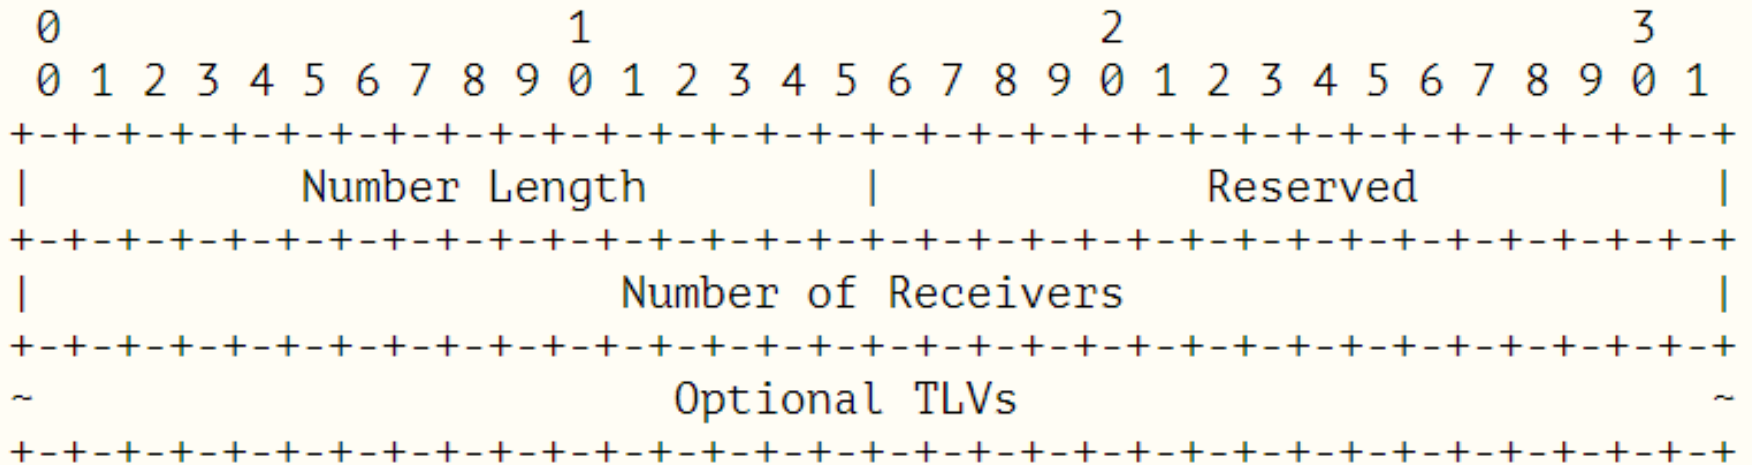 0                   1                   2                   3
 0 1 2 3 4 5 6 7 8 9 0 1 2 3 4 5 6 7 8 9 0 1 2 3 4 5 6 7 8 9 0 1
+-+-+-+-+-+-+-+-+-+-+-+-+-+-+-+-+-+-+-+-+-+-+-+-+-+-+-+-+-+-+-+-+
|          Number Length        |            Reserved           |
+-+-+-+-+-+-+-+-+-+-+-+-+-+-+-+-+-+-+-+-+-+-+-+-+-+-+-+-+-+-+-+-+
|                      Number of Receivers                      |
+-+-+-+-+-+-+-+-+-+-+-+-+-+-+-+-+-+-+-+-+-+-+-+-+-+-+-+-+-+-+-+-+
~                        Optional TLVs                          ~
+-+-+-+-+-+-+-+-+-+-+-+-+-+-+-+-+-+-+-+-+-+-+-+-+-+-+-+-+-+-+-+-+